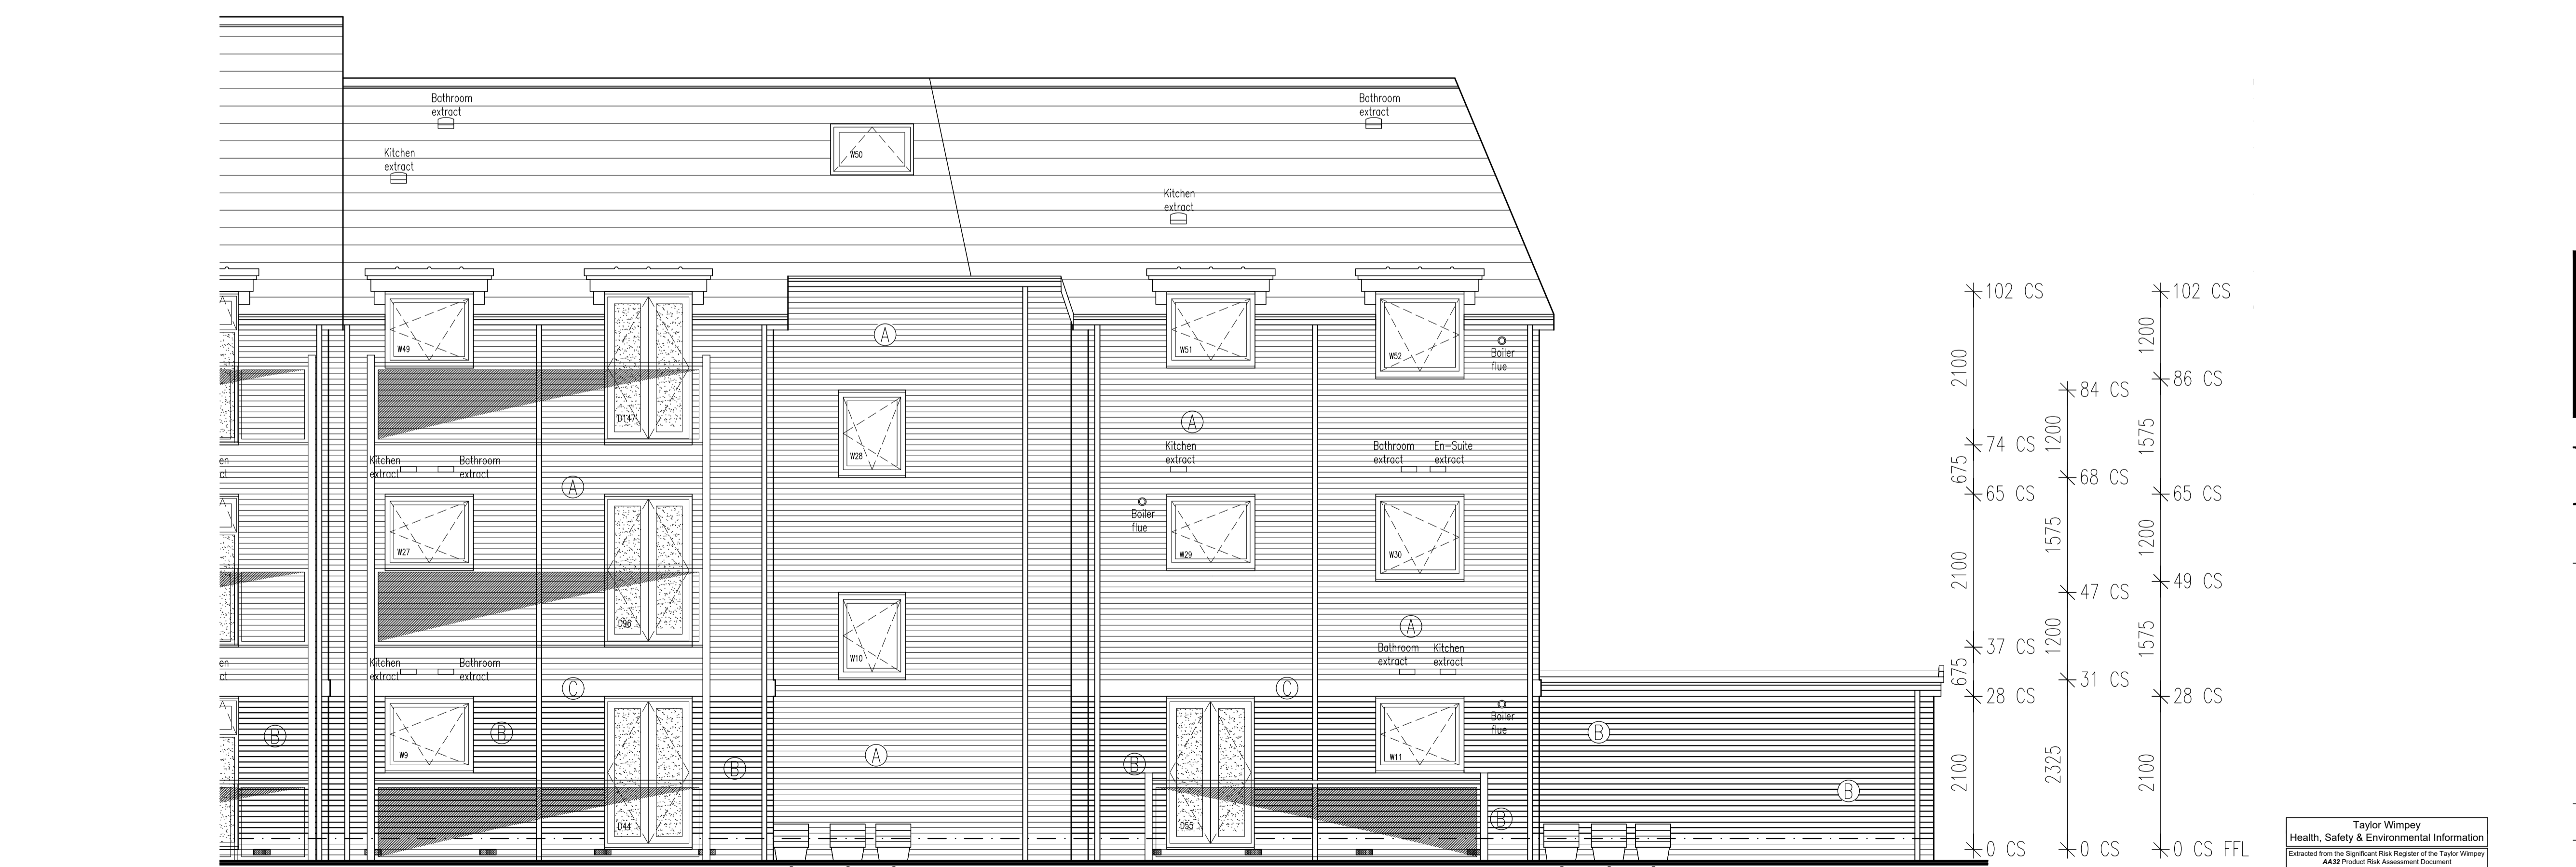 Bathroom
extract
Bathroom
extract
Kitchen
extract
W50
Kitchen
extract
102 CS
102 CS
W49
A
W51
W52
Boiler
flue
2100
1200
84 CS
86 CS
D147
A
74 CS
1200
1575
en
ct
Kitchen
extract
Bathroom
extract
W28
Kitchen
extract
Bathroom
extract
En-Suite
extract
675
68 CS
A
65 CS
65 CS
Boiler
flue
W27
W29
W30
1575
1200
2100
49 CS
47 CS
D96
A
W10
1200
1575
37 CS
en
ct
Kitchen
extract
Bathroom
extract
Bathroom
extract
Kitchen
extract
675
31 CS
C
C
28 CS
28 CS
Boiler
flue
B
B
B
W9
A
W11
B
B
2100
2325
2100
B
B
D44
D55
Taylor Wimpey
Health, Safety & Environmental Information
0 CS
0 CS
0 CS FFL
Extracted from the Significant Risk Register of the Taylor Wimpey
AA32 Product Risk Assessment Document